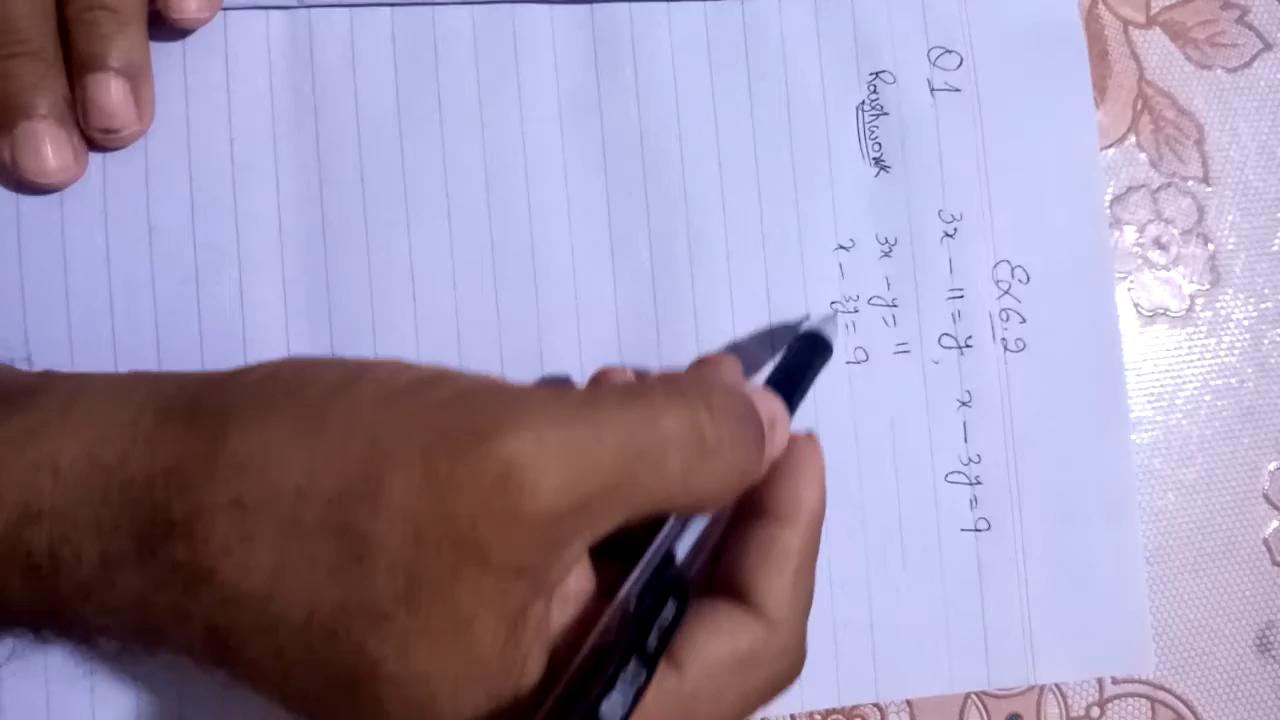 Ex 6.2
Q1 3x - 11 = y, x - 3y = 9
Roughwork 3x - y = 11
x - 3y = 9